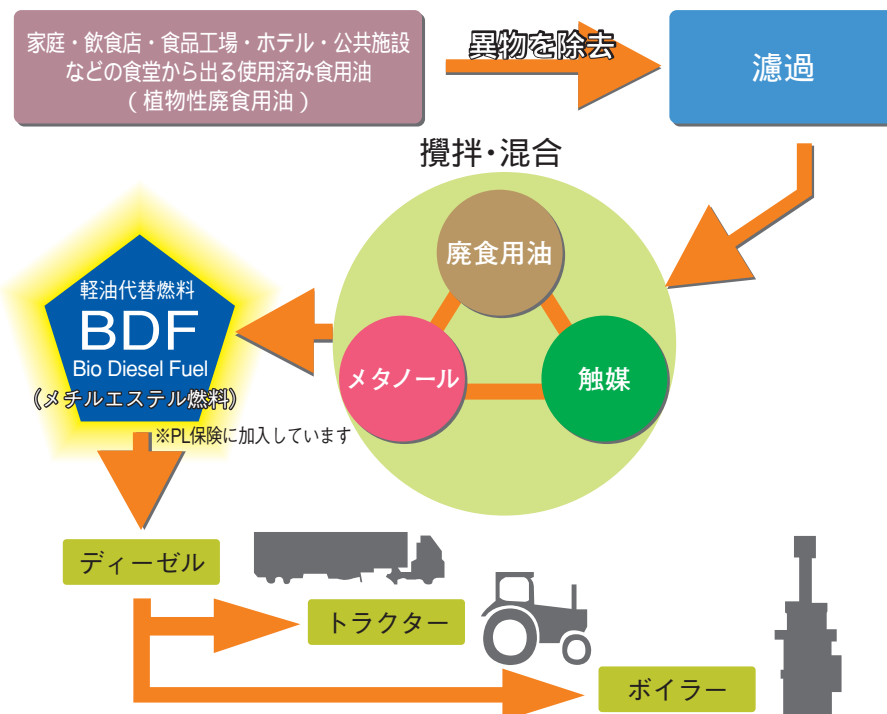 家庭・飲食店・食品工場・ホテル・公共施設
などの食堂から出る使用済み食用油
(植物性廃食用油)
異物を除去
濾過
攪拌・混合
廃食用油
メタノール
触媒
軽油代替燃料
BDF
Bio Diesel Fuel
(メチルエステル燃料)
※PL保険に加入しています
ディーゼル
トラクター
ボイラー